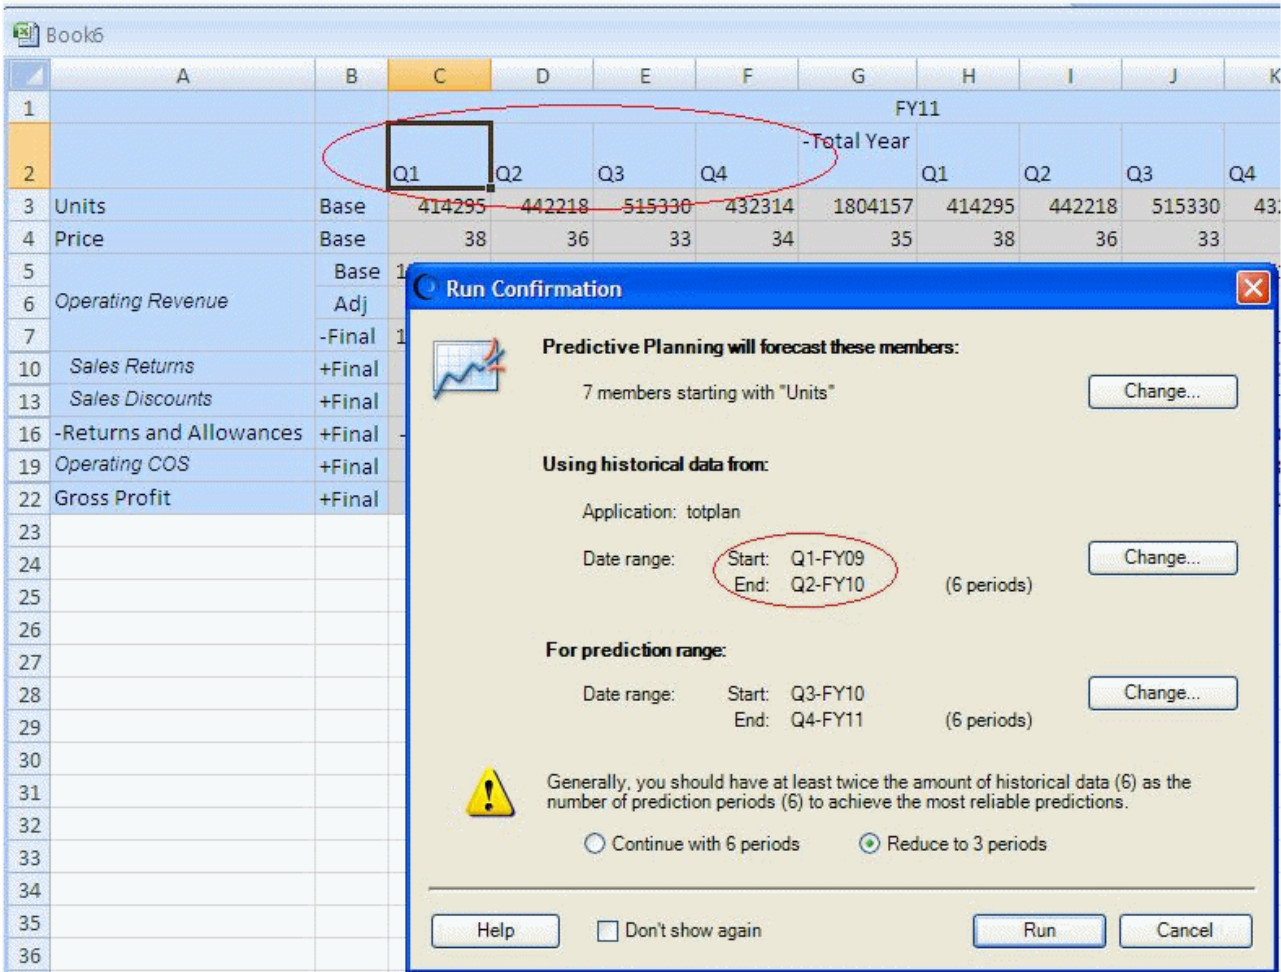 Book6
A B C D E F G H I J K
1 FY11
-Total Year
2 Q1 Q2 Q3 Q4 Q1 Q2 Q3 Q4
3 Units Base 414295 442218 515330 432314 1804157 414295 442218 515330
4 Price Base 38 36 33 34 35 38 36 33
5 Base
6 Operating Revenue Adj
7 -Final
10 Sales Returns +Final
13 Sales Discounts +Final
16 -Returns and Allowances +Final
19 Operating COS +Final
22 Gross Profit +Final
23
24
25
26
27
28
29
30
31
32
33
34
35
36
Run Confirmation
Predictive Planning will forecast these members:
7 members starting with "Units" Change...
Using historical data from:
Application: totplan
Date range: Start: Q1-FY09 Change...
End: Q2-FY10 (6 periods)
For prediction range:
Date range: Start: Q3-FY10 Change...
End: Q4-FY11 (6 periods)
Generally, you should have at least twice the amount of historical data (6) as the
number of prediction periods (6) to achieve the most reliable predictions.
Continue with 6 periods Reduce to 3 periods
Help Don't show again Run Cancel